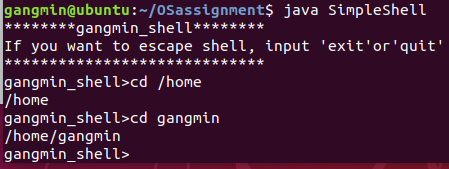 gangmin@ubuntu:~/OSassignment$ java SimpleShell
********gangmin_shell********
If you want to escape shell, input 'exit'or'quit'
*****************************
gangmin_shell>cd /home
/home
gangmin_shell>cd gangmin
/home/gangmin
gangmin_shell>